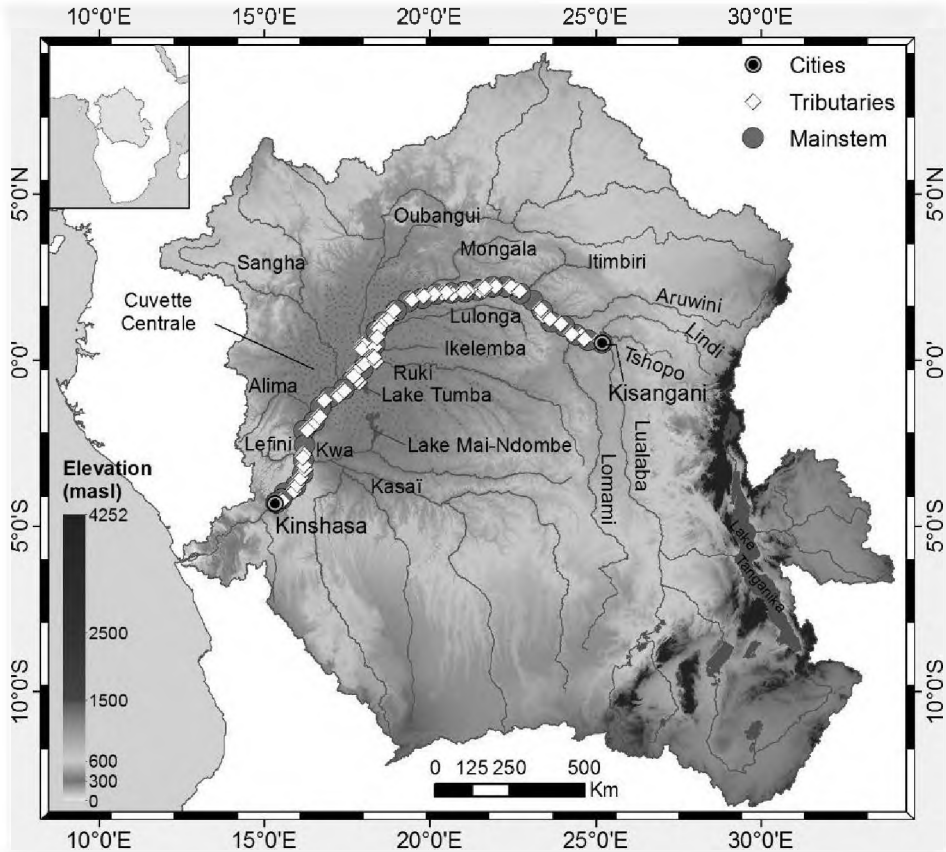 10°0'E 15°0'E 20°0'E 25°0'E 30°0'E
Cities
Tributaries
Mainstem
5°0'N
5°0'N
Oubangui
Mongala
Sangha
Itimbiri
Cuvette
Centrale
Aruwini
Lulonga
Lindi
Ikelemba
0°0'
0°0'
Tshopo
Ruki
Alima
Lake Tumba
Kisangani
Lefini
Kwa
Lake Mai-Ndombe
Lualaba
Lomami
Elevation
(masl)
Kasaï
4252
Kinshasa
5°0'S
5°0'S
Lake
Tanganika
2500
1500
10°0'S
10°0'S
600
300
0
0 125 250 500
Km
10°0'E 15°0'E 20°0'E 25°0'E 30°0'E